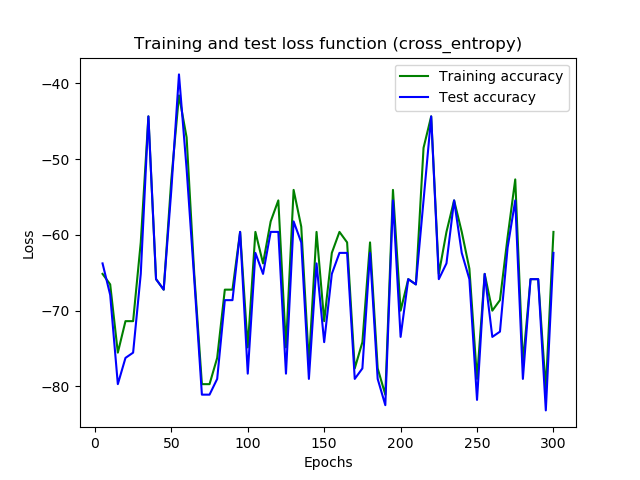 Training and test loss function (cross_entropy)
Training accuracy
Test accuracy
Loss
−40
−50
−60
−70
−80
0 50 100 150 200 250 300
Epochs